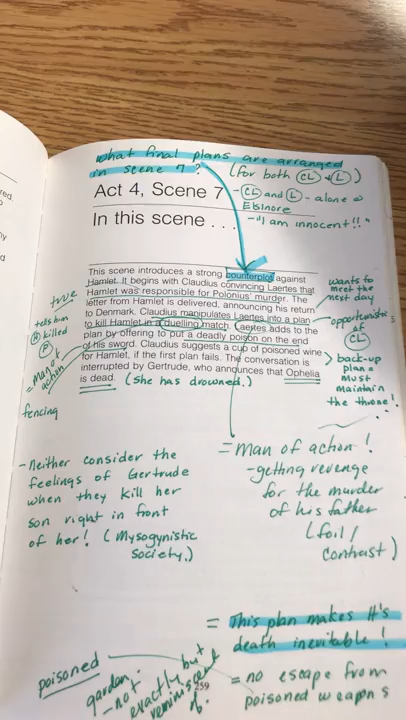 what final plans are arranged
in scene 7? (for both CL & L)
Act 4, Scene 7
- CL and L - alone @
Elsinore
In this scene . . .
- "I am innocent!!"
This scene introduces a strong counterplot against
Hamlet. It begins with Claudius convincing Laertes that
Hamlet was responsible for Polonius' murder. The
letter from Hamlet is delivered, announcing his return
to Denmark. Claudius manipulates Laertes into a plan
to kill Hamlet in a duelling match. Laertes adds to the
plan by offering to put a deadly poison on the end
of his sword. Claudius suggests a cup of poisoned wine
for Hamlet, if the first plan fails. The conversation is
interrupted by Gertrude, who announces that Ophelia
is dead. (she has drowned.)
true
tells him
H killed
P
= man of
action
fencing
wants to
meet the
next day
opportunistic
of
CL
> back-up
plan =
must
maintain
the throne!
- Neither consider the
feelings of Gertrude
when they kill her
son right in front
of her! (Mysogynistic
society.)
= man of action!
- getting revenge
for the murder
of his father
(foil/
contrast)
= This plan makes H's
death inevitable!
= no escape from
poisoned weapons
poisoned
garden.
- not
exactly but
reminiscent
of.
259